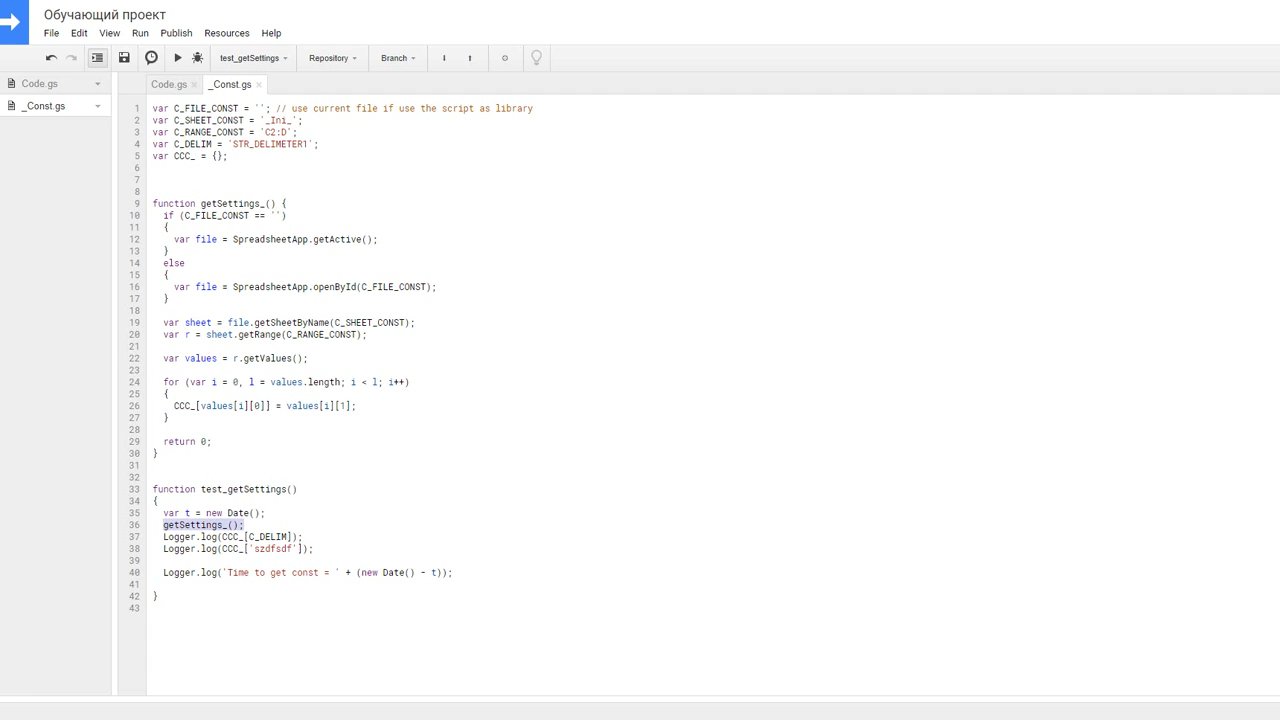 Обучающий проект
File Edit View Run Publish Resources Help
test_getSettings Repository Branch
Code.gs
_Const.gs
Code.gs _Const.gs
1 var C_FILE_CONST = ''; // use current file if use the script as library
2 var C_SHEET_CONST = '_Ini_';
3 var C_RANGE_CONST = 'C2:D';
4 var C_DELIM = 'STR_DELIMETER1';
5 var CCC_ = {};
6
7
8
9 function getSettings_() {
10 if (C_FILE_CONST == '')
11 {
12 var file = SpreadsheetApp.getActive();
13 }
14 else
15 {
16 var file = SpreadsheetApp.openById(C_FILE_CONST);
17 }
18
19 var sheet = file.getSheetByName(C_SHEET_CONST);
20 var r = sheet.getRange(C_RANGE_CONST);
21
22 var values = r.getValues();
23
24 for (var i = 0, l = values.length; i < l; i++)
25 {
26 CCC_[values[i][0]] = values[i][1];
27 }
28
29 return 0;
30 }
31
32
33 function test_getSettings()
34 {
35 var t = new Date();
36 getSettings_();
37 Logger.log(CCC_[C_DELIM]);
38 Logger.log(CCC_['szdfsdf']);
39
40 Logger.log('Time to get const = ' + (new Date() - t));
41
42 }
43